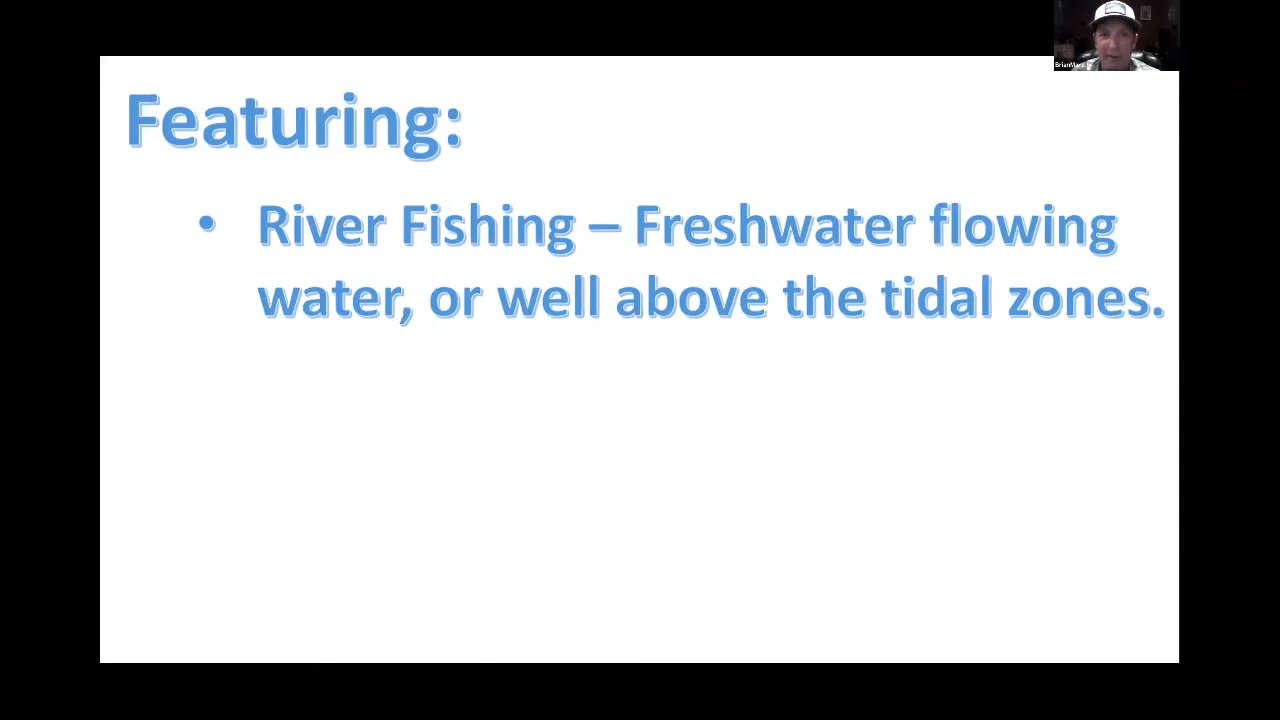 Featuring:
• River Fishing – Freshwater flowing
water, or well above the tidal zones.